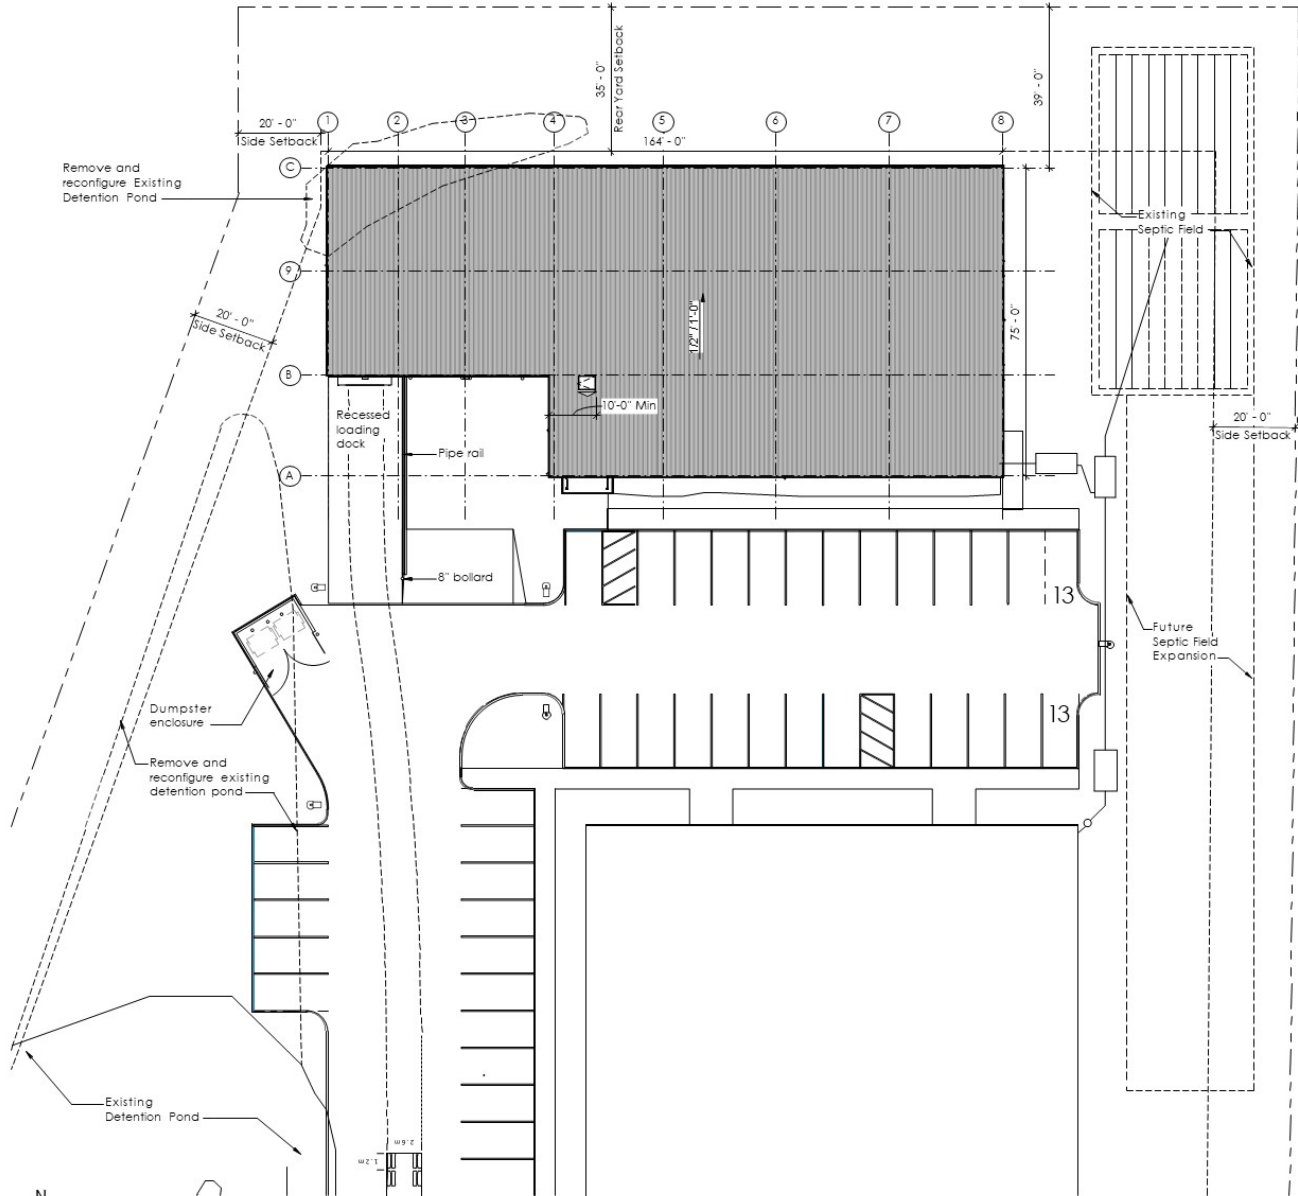 35' - 0"
Rear Yard Setback
39' - 0"
20' - 0"
Side Setback
1
2
3
4
5
6
7
8
164' - 0"
Remove and
reconfigure Existing
Detention Pond
C
Existing
Septic Field
9
20' - 0"
Side Setback
1/2" / 1'-0"
75' - 0"
B
10'-0" Min
Recessed
loading
dock
20' - 0"
Side Setback
Pipe rail
A
8" bollard
13
Future
Septic Field
Expansion
Dumpster
enclosure
13
Remove and
reconfigure existing
detention pond
Existing
Detention Pond
2.6m
1.2m
N